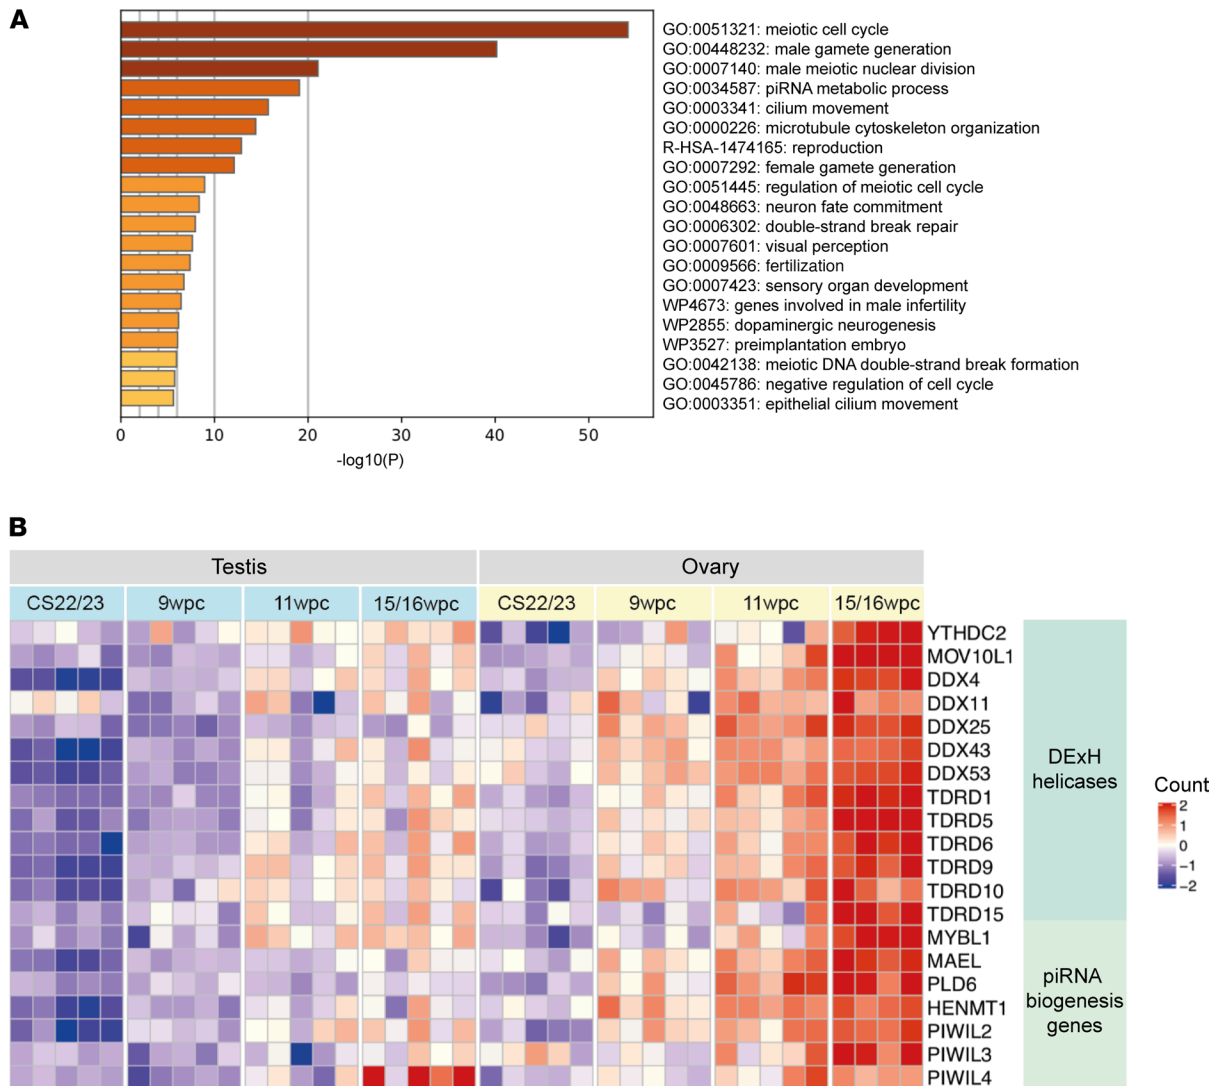 A
GO:0051321: meiotic cell cycle
GO:00448232: male gamete generation
GO:0007140: male meiotic nuclear division
GO:0034587: piRNA metabolic process
GO:0003341: cilium movement
GO:0000226: microtubule cytoskeleton organization
R-HSA-1474165: reproduction
GO:0007292: female gamete generation
GO:0051445: regulation of meiotic cell cycle
GO:0048663: neuron fate commitment
GO:0006302: double-strand break repair
GO:0007601: visual perception
GO:0009566: fertilization
GO:0007423: sensory organ development
WP4673: genes involved in male infertility
WP2855: dopaminergic neurogenesis
WP3527: preimplantation embryo
GO:0042138: meiotic DNA double-strand break formation
GO:0045786: negative regulation of cell cycle
GO:0003351: epithelial cilium movement
0 10 20 30 40 50
-log10(P)
B
Testis Ovary
CS22/23 9wpc 11wpc 15/16wpc CS22/23 9wpc 11wpc 15/16wpc
YTHDC2
MOV10L1
DDX4
DDX11
DDX25
DDX43
DDX53
TDRD1
TDRD5
TDRD6
TDRD9
TDRD10
TDRD15
MYBL1
MAEL
PLD6
HENMT1
PIWIL2
PIWIL3
PIWIL4
DExH
helicases
piRNA
biogenesis
genes
Count
2
1
0
−1
−2